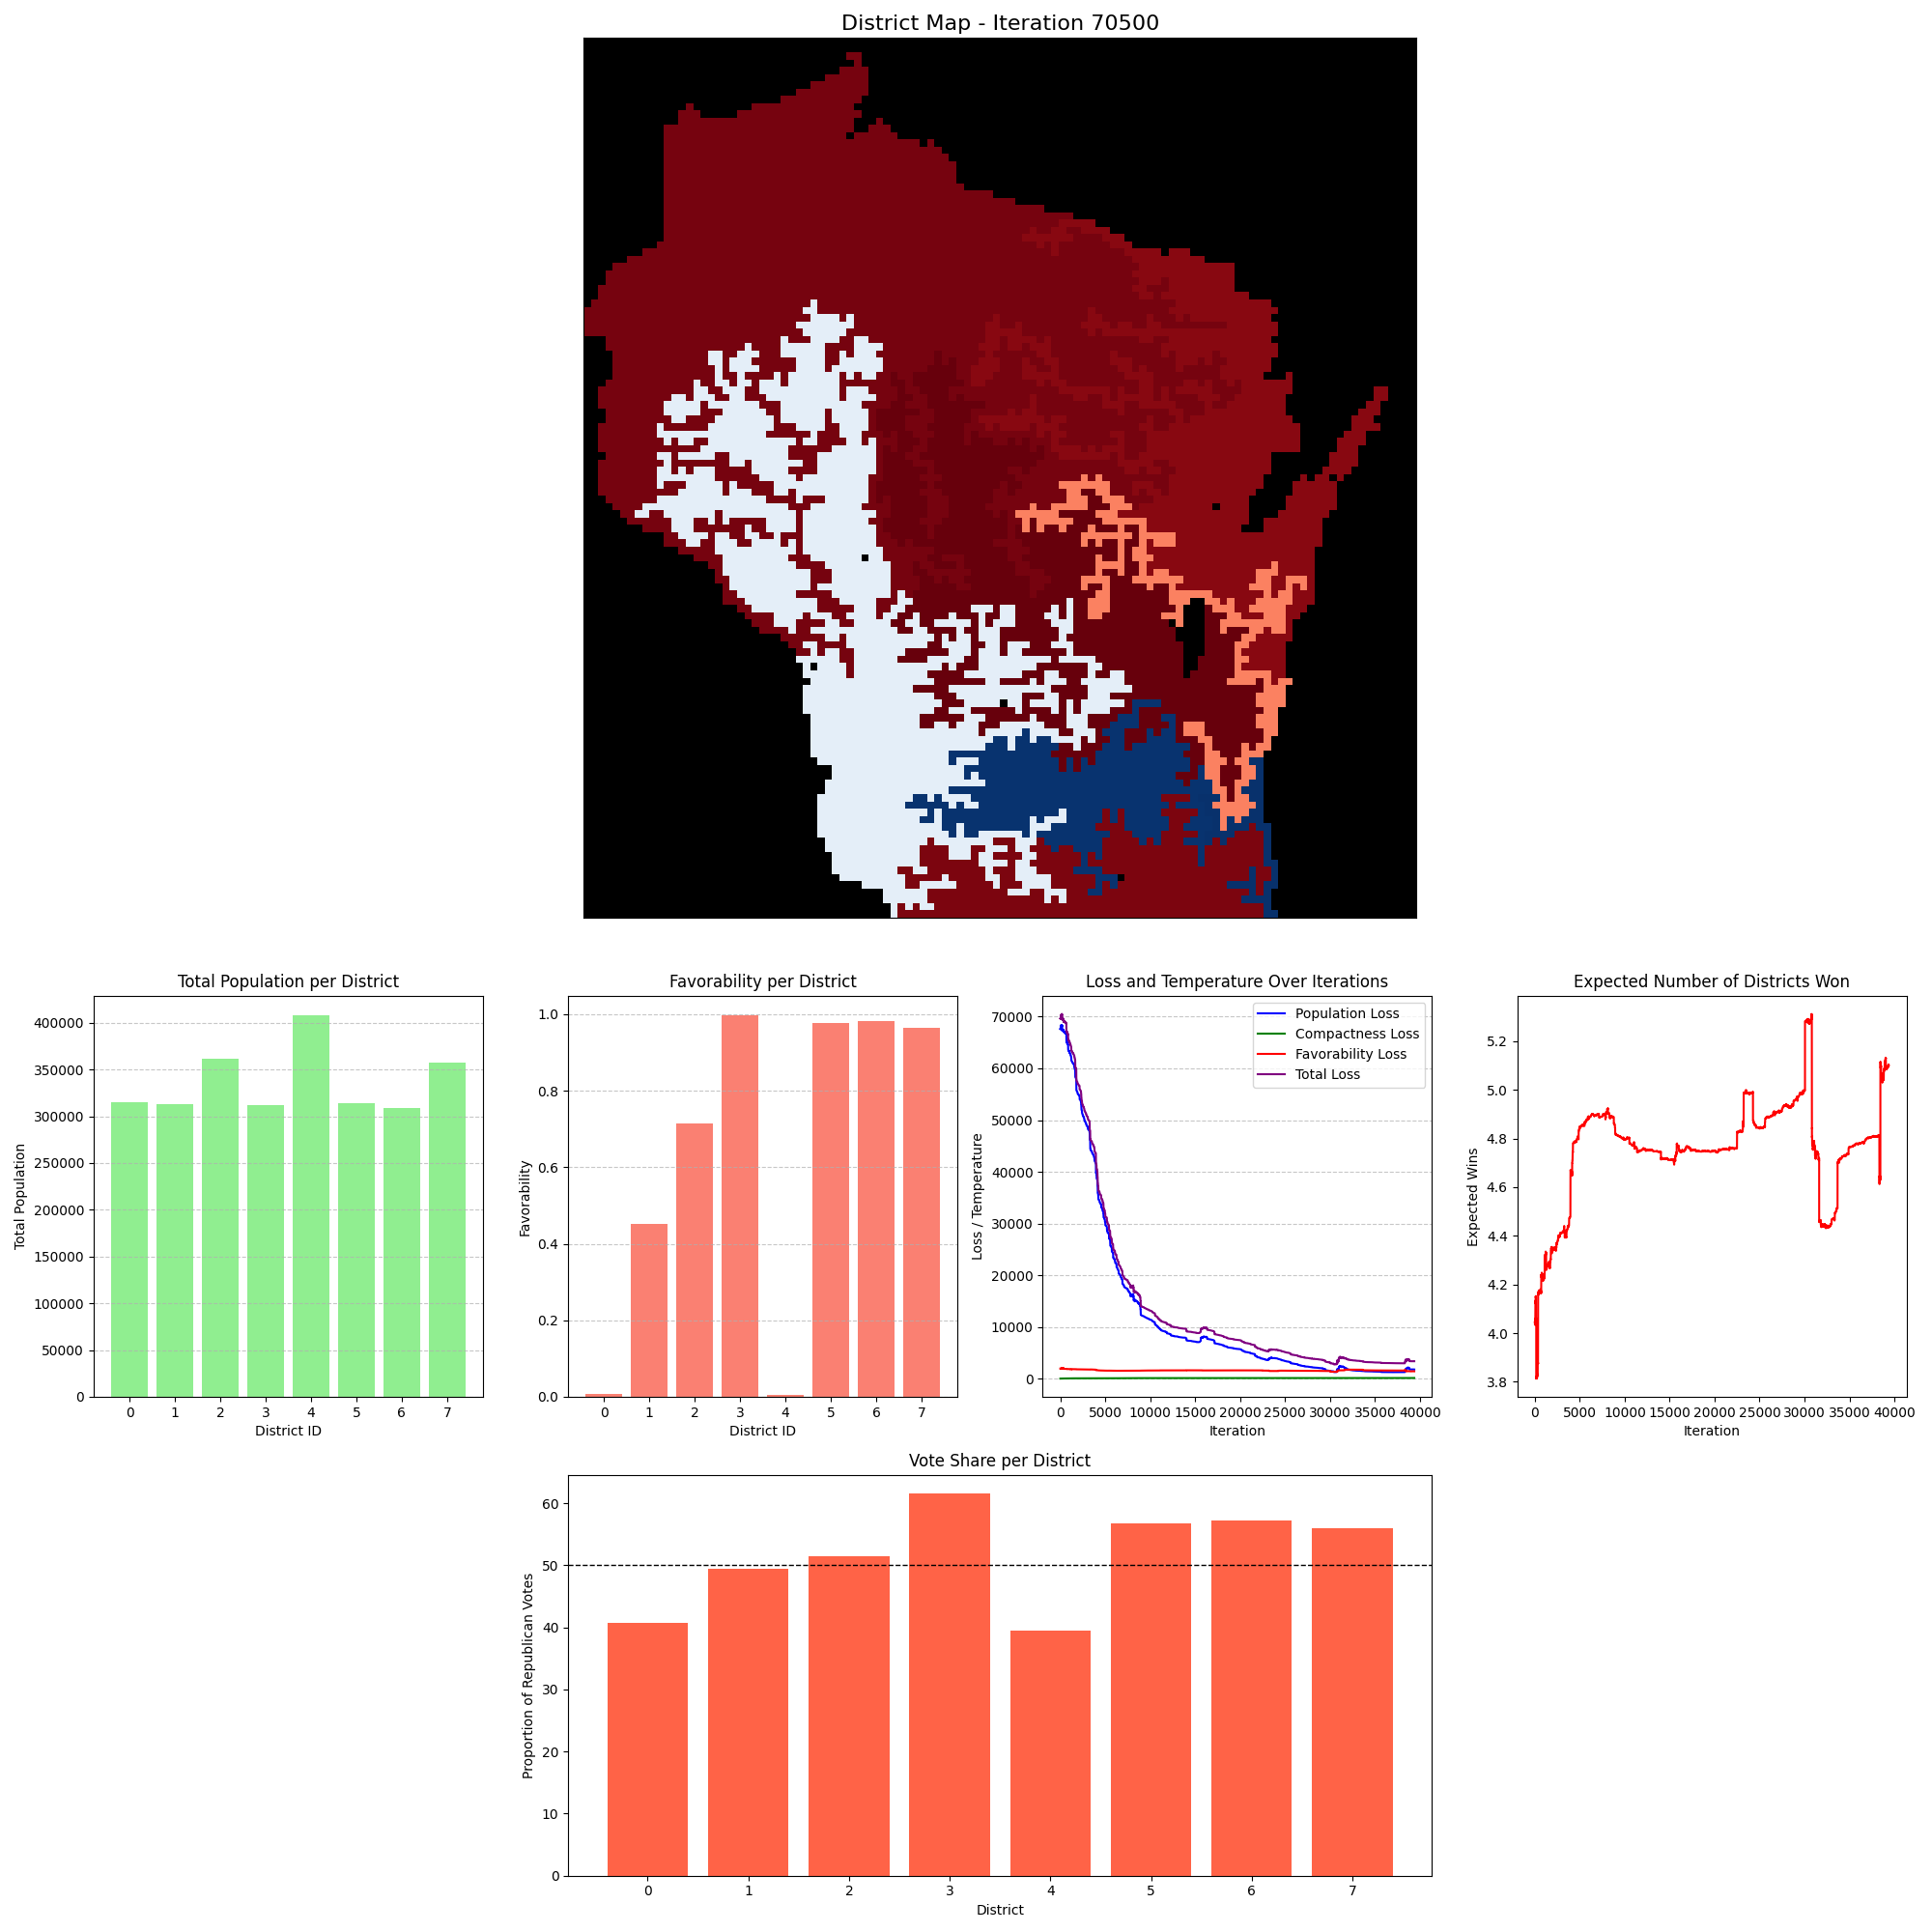 District Map - Iteration 70500
Total Population per District
Total Population
400000
350000
300000
250000
200000
150000
100000
50000
0
0 1 2 3 4 5 6 7
District ID
Favorability per District
Favorability
1.0
0.8
0.6
0.4
0.2
0.0
0 1 2 3 4 5 6 7
District ID
Loss and Temperature Over Iterations
Loss / Temperature
70000
60000
50000
40000
30000
20000
10000
0
Population Loss
Compactness Loss
Favorability Loss
Total Loss
0 5000 10000 15000 20000 25000 30000 35000 40000
Iteration
Expected Number of Districts Won
Expected Wins
5.2
5.0
4.8
4.6
4.4
4.2
4.0
3.8
0 5000 10000 15000 20000 25000 30000 35000 40000
Iteration
Vote Share per District
Proportion of Republican Votes
60
50
40
30
20
10
0
0 1 2 3 4 5 6 7
District